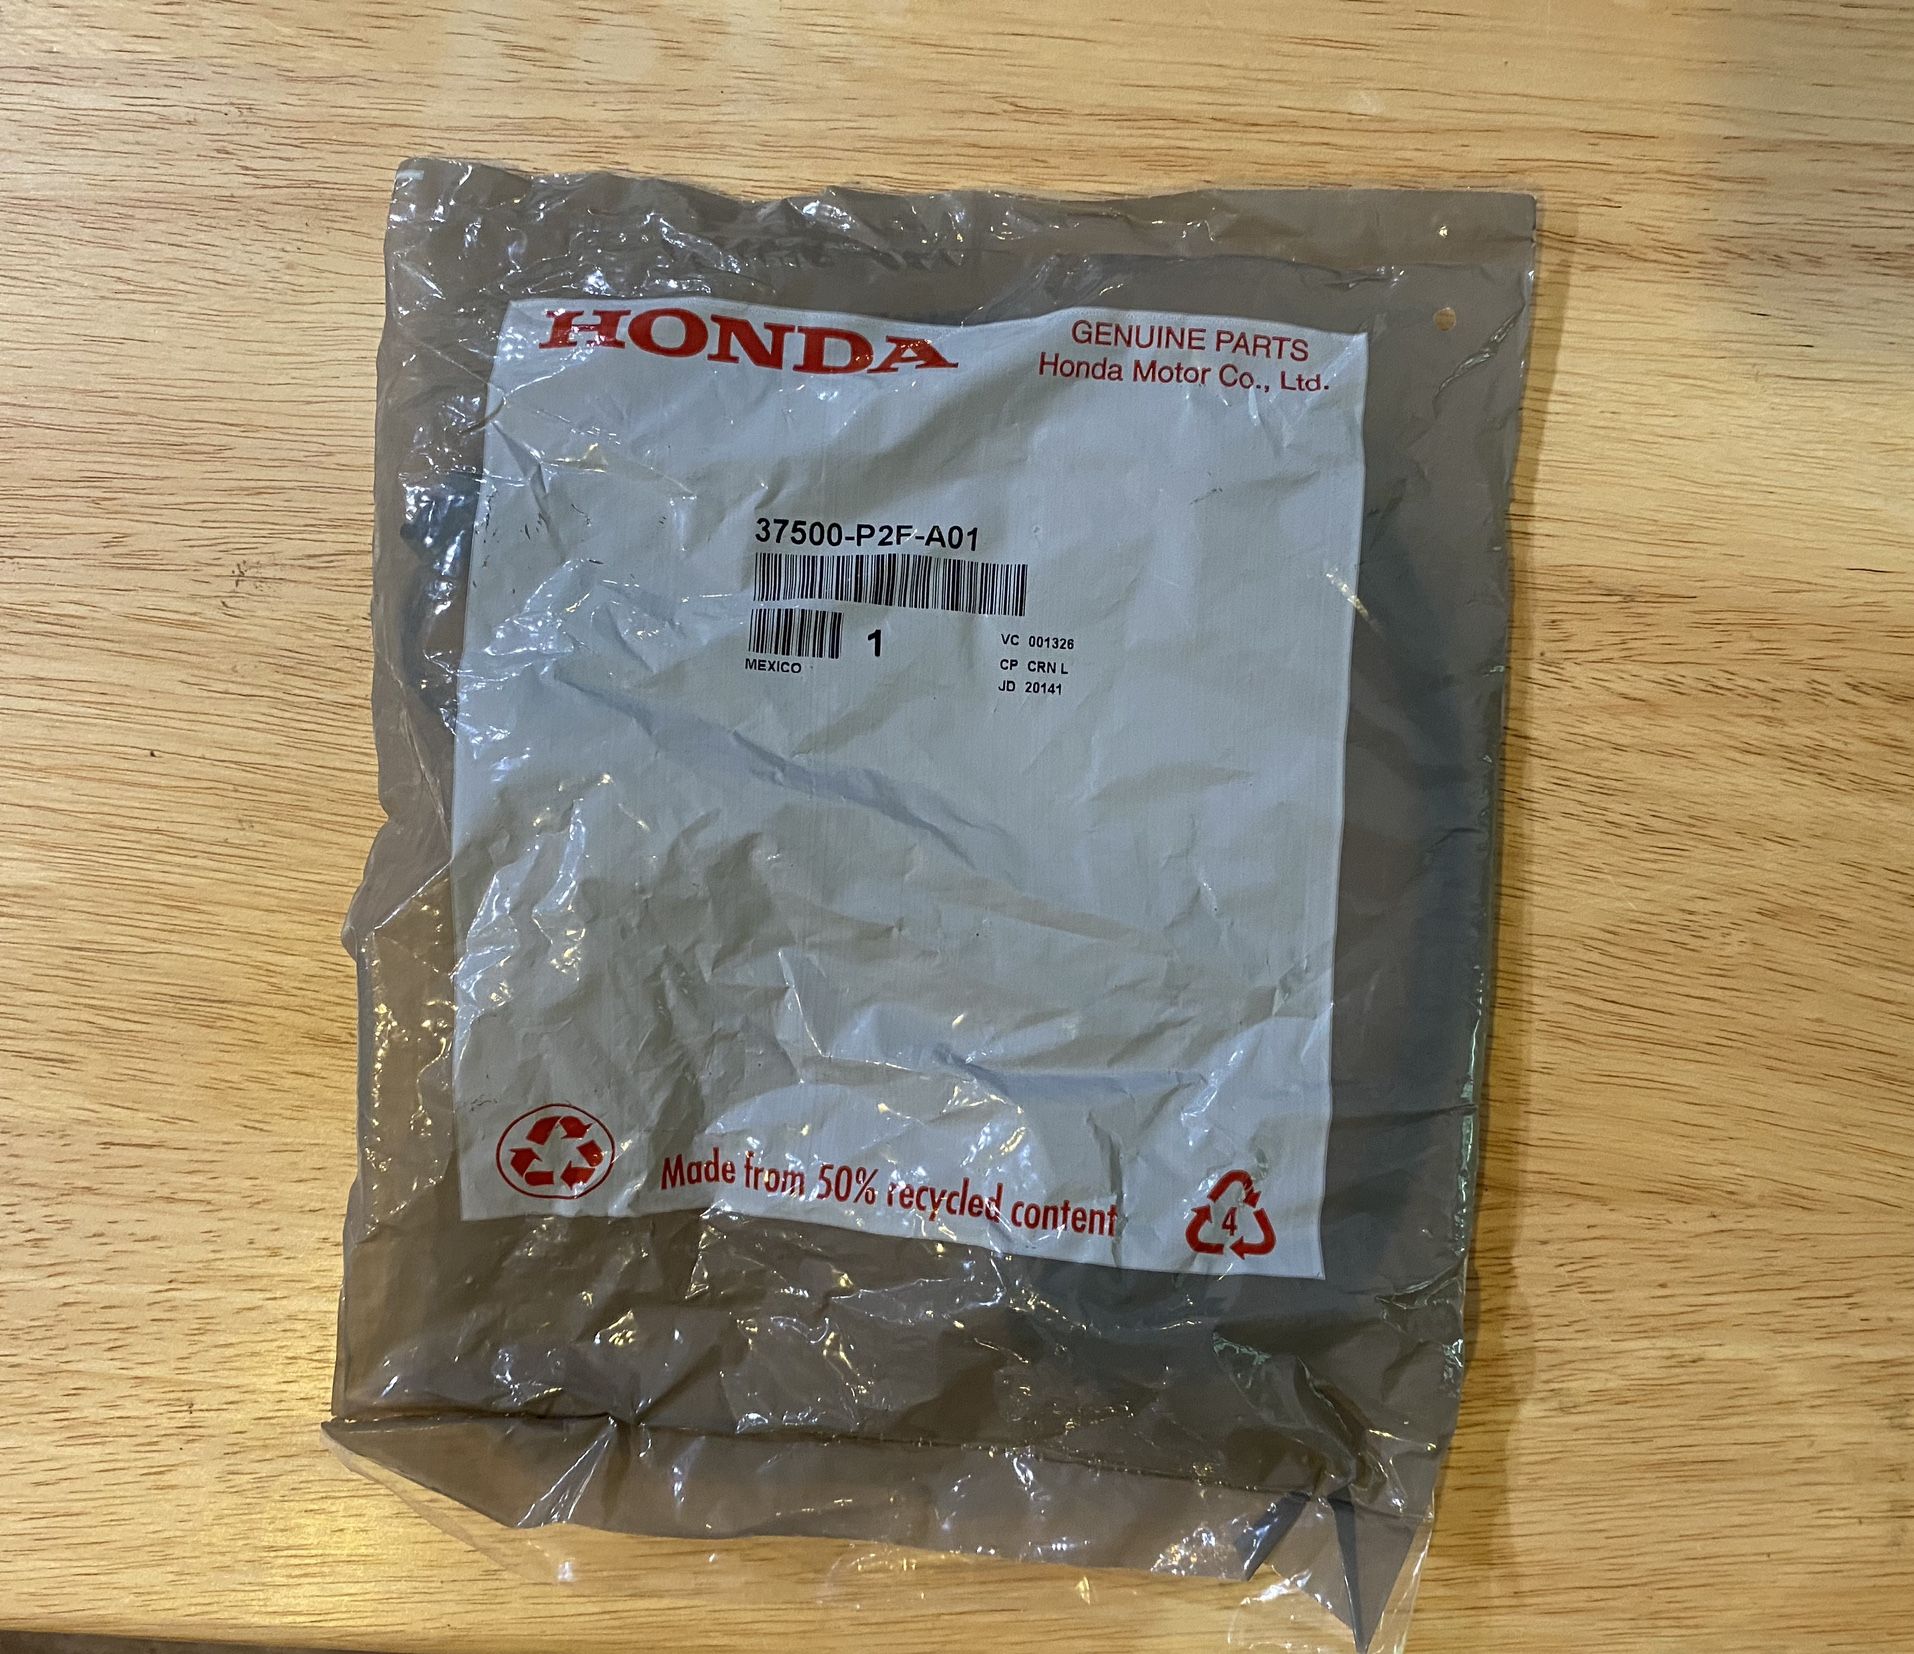 HONDA
GENUINE PARTS
Honda Motor Co., Ltd.
37500-P2F-A01
1
MEXICO
VC 001326
CP CRN L
JD 20141
Made from 50% recycled content
4